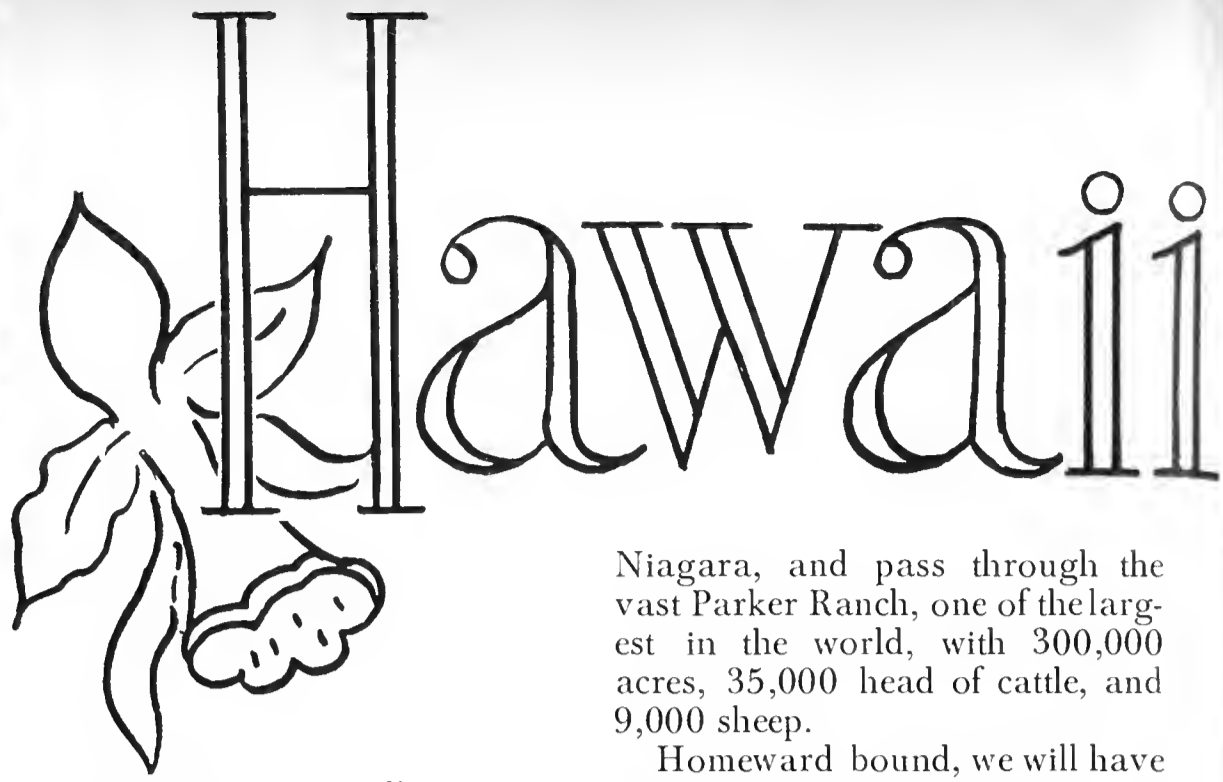 Hawaii
Niagara, and pass through the
vast Parker Ranch, one of the larg-
est in the world, with 300,000
acres, 35,000 head of cattle, and
9,000 sheep.
Homeward bound, we will have